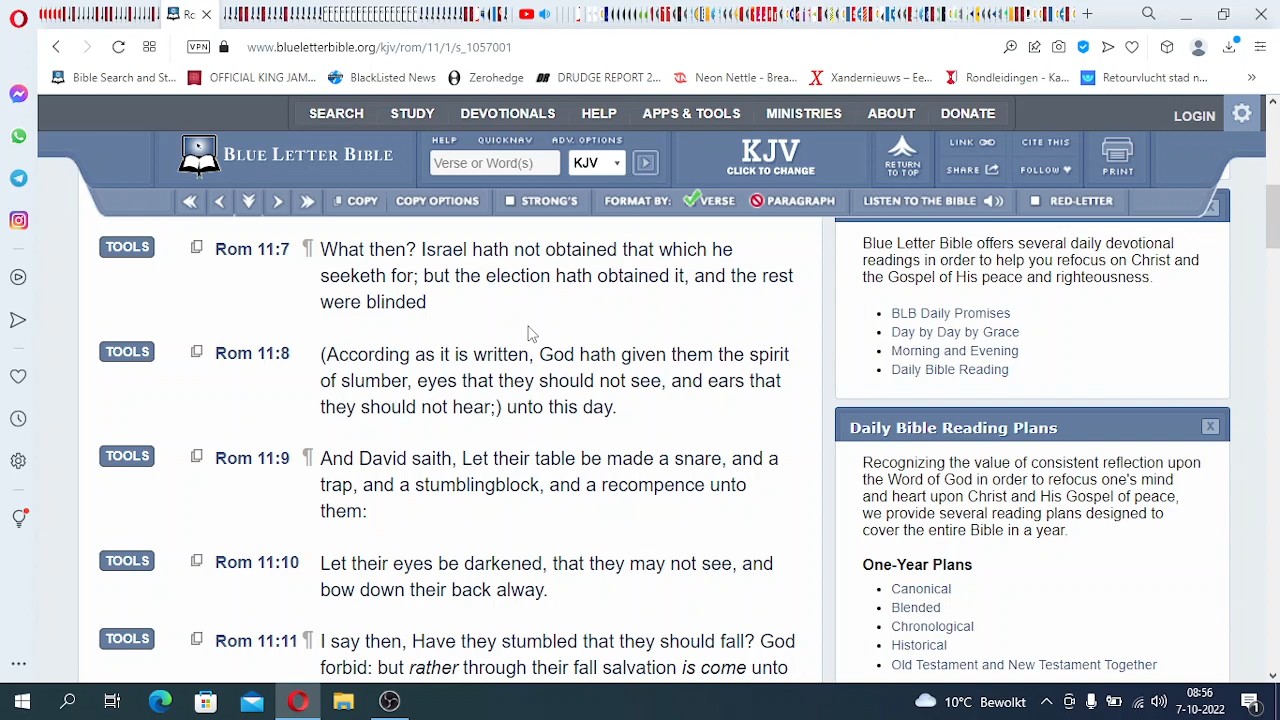 Rc
VPN
www.blueletterbible.org/kjv/rom/11/1/s_1057001
Bible Search and St...
OFFICIAL KING JAM...
BlackListed News
Zerohedge
DRUDGE REPORT 2...
Neon Nettle - Brea...
Xandernieuws – Ee...
Rondleidingen - Ka...
Retourvlucht stad n...
»
SEARCH
STUDY
DEVOTIONALS
HELP
APPS & TOOLS
MINISTRIES
ABOUT
DONATE
LOGIN
BLUE LETTER BIBLE
HELP
QUICKNAV
ADV. OPTIONS
Verse or Word(s)
KJV
KJV
CLICK TO CHANGE
RETURN
TO TOP
LINK
CITE THIS
SHARE
FOLLOW
PRINT
COPY
COPY OPTIONS
STRONG'S
FORMAT BY:
VERSE
PARAGRAPH
LISTEN TO THE BIBLE
RED-LETTER
TOOLS
Rom 11:7
¶ What then? Israel hath not obtained that which he
seeketh for; but the election hath obtained it, and the rest
were blinded
TOOLS
Rom 11:8
(According as it is written, God hath given them the spirit
of slumber, eyes that they should not see, and ears that
they should not hear;) unto this day.
TOOLS
Rom 11:9
¶ And David saith, Let their table be made a snare, and a
trap, and a stumblingblock, and a recompence unto
them:
TOOLS
Rom 11:10
Let their eyes be darkened, that they may not see, and
bow down their back alway.
TOOLS
Rom 11:11
¶ I say then, Have they stumbled that they should fall? God
forbid: but rather through their fall salvation is come unto
X
Blue Letter Bible offers several daily devotional
readings in order to help you refocus on Christ and
the Gospel of His peace and righteousness.
• BLB Daily Promises
• Day by Day by Grace
• Morning and Evening
• Daily Bible Reading
Daily Bible Reading Plans
X
Recognizing the value of consistent reflection upon
the Word of God in order to refocus one's mind
and heart upon Christ and His Gospel of peace,
we provide several reading plans designed to
cover the entire Bible in a year.
One-Year Plans
• Canonical
• Blended
• Chronological
• Historical
• Old Testament and New Testament Together
10°C Bewolkt
08:56
7-10-2022
1